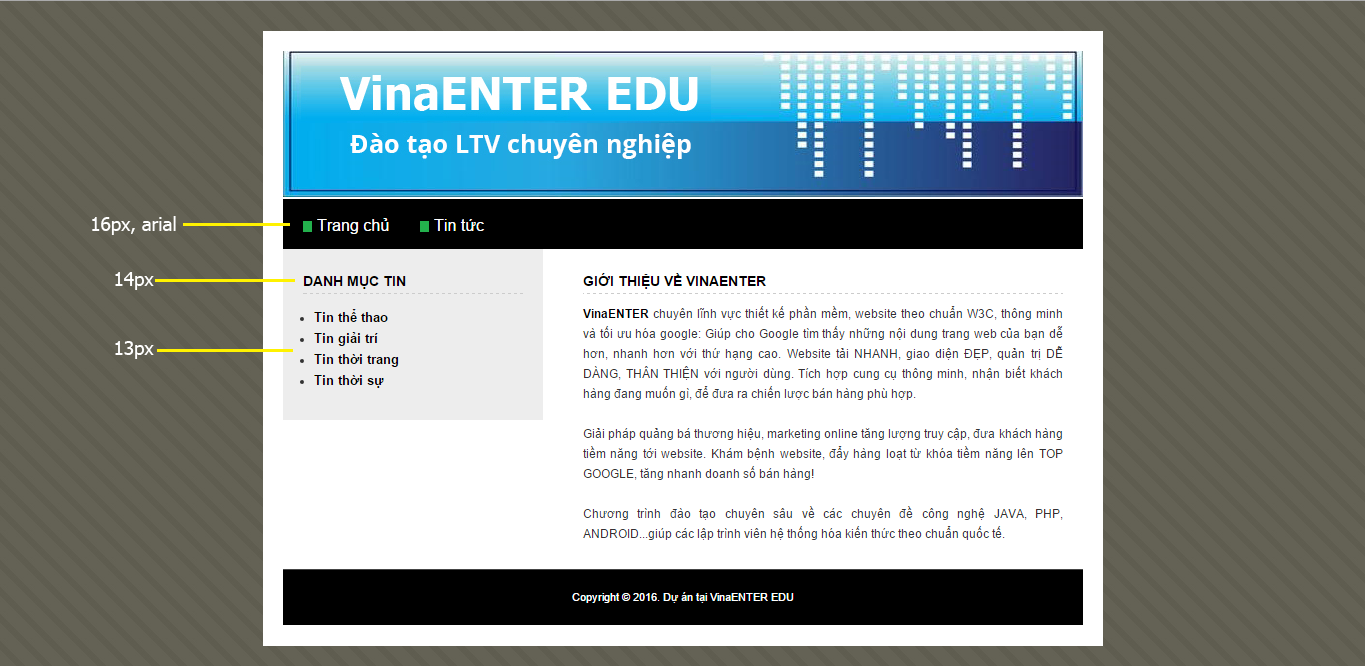 VinaENTER EDU
Đào tạo LTV chuyên nghiệp
16px, arial
Trang chủ Tin tức
14px
DANH MỤC TIN
13px
Tin thể thao
Tin giải trí
Tin thời trang
Tin thời sự
GIỚI THIỆU VỀ VINAENTER
VinaENTER chuyên lĩnh vực thiết kế phần mềm, website theo chuẩn W3C, thông minh
và tối ưu hóa google: Giúp cho Google tìm thấy những nội dung trang web của bạn dễ
hơn, nhanh hơn với thứ hạng cao. Website tải NHANH, giao diện ĐẸP, quản trị DỄ
DÀNG, THÂN THIỆN với người dùng. Tích hợp cung cụ thông minh, nhận biết khách
hàng đang muốn gì, để đưa ra chiến lược bán hàng phù hợp.
Giải pháp quảng bá thương hiệu, marketing online tăng lượng truy cập, đưa khách hàng
tiềm năng tới website. Khám bệnh website, đẩy hàng loạt từ khóa tiềm năng lên TOP
GOOGLE, tăng nhanh doanh số bán hàng!
Chương trình đào tạo chuyên sâu về các chuyên đề công nghệ JAVA, PHP,
ANDROID...giúp các lập trình viên hệ thống hóa kiến thức theo chuẩn quốc tế.
Copyright © 2016. Dự án tại VinaENTER EDU